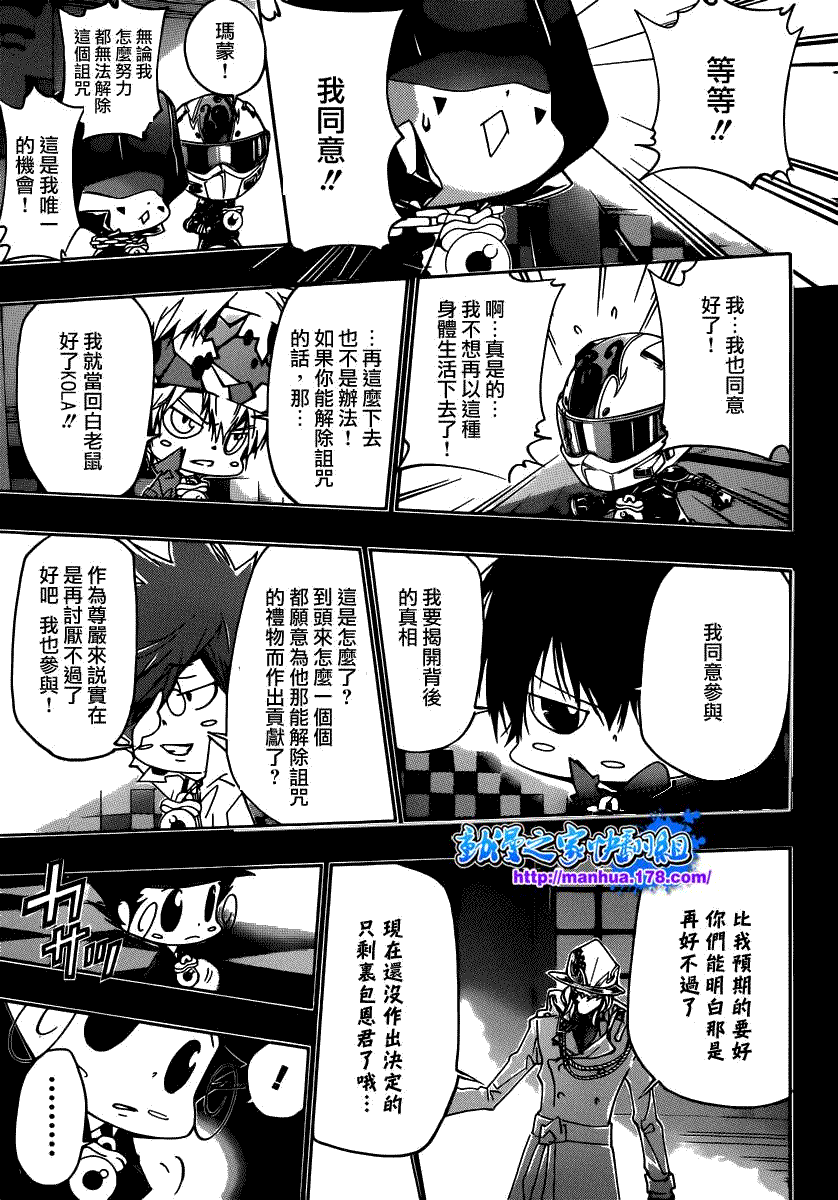 等等!!
我同意!!
瑪蒙!
無論我
怎麼努力
都無法解除
這個詛咒
這是我唯一
的機會!
我…我也同意
好了!
啊…真是的…
我不想再以這種
身體生活下去了!
…再這麼下去
也不是辦法!
如果你能解除詛咒
的話,那…
我就當回白老鼠
好了KOLA!!
我同意參與
我要揭開背後
的真相
這是怎麼了?
到頭來怎麼一個個
都願意為他那能解除詛咒
的禮物而作出貢獻了?
作為尊嚴來説實在
是再討厭不過了
好吧 我也參與!
動漫之家快翻組
http://manhua.178.com/
比我預期的要好
你們能明白那是
再好不過了
現在還沒作出決定的
只剩裏包恩君了哦…
ガサッ
!
………